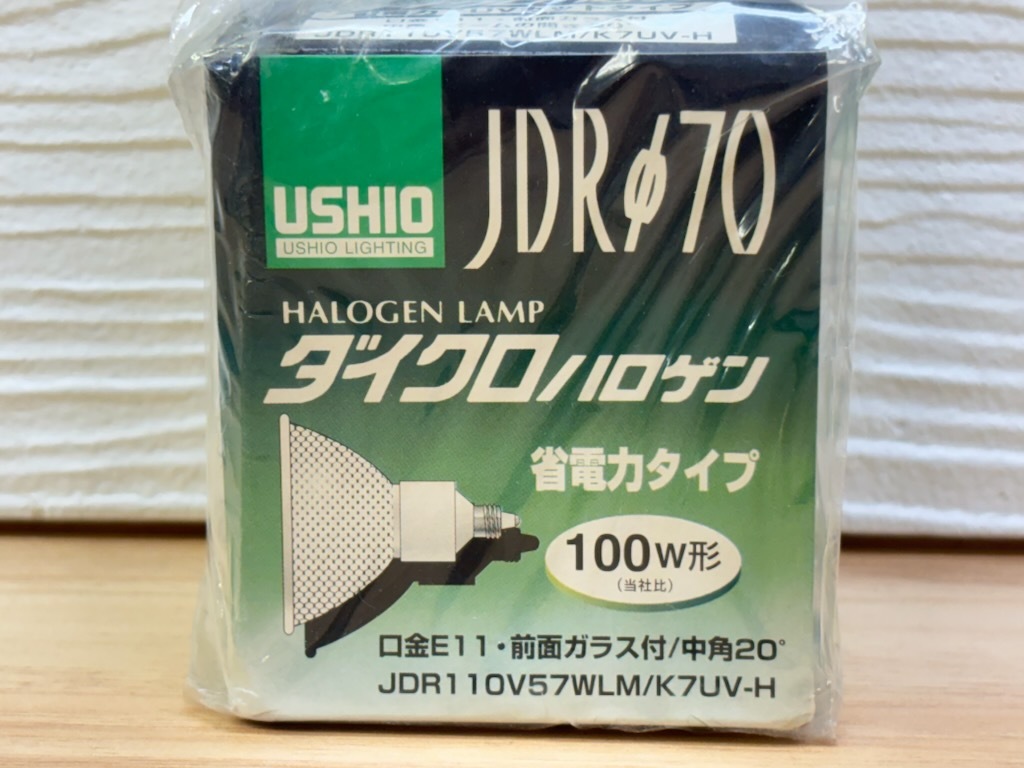 USHIO
USHIO LIGHTING
JDRφ70
HALOGEN LAMP
ダイクロハロゲン
省電力タイプ
100W形
(当社比)
口金E11・前面ガラス付/中角20°
JDR110V57WLM/K7UV-H